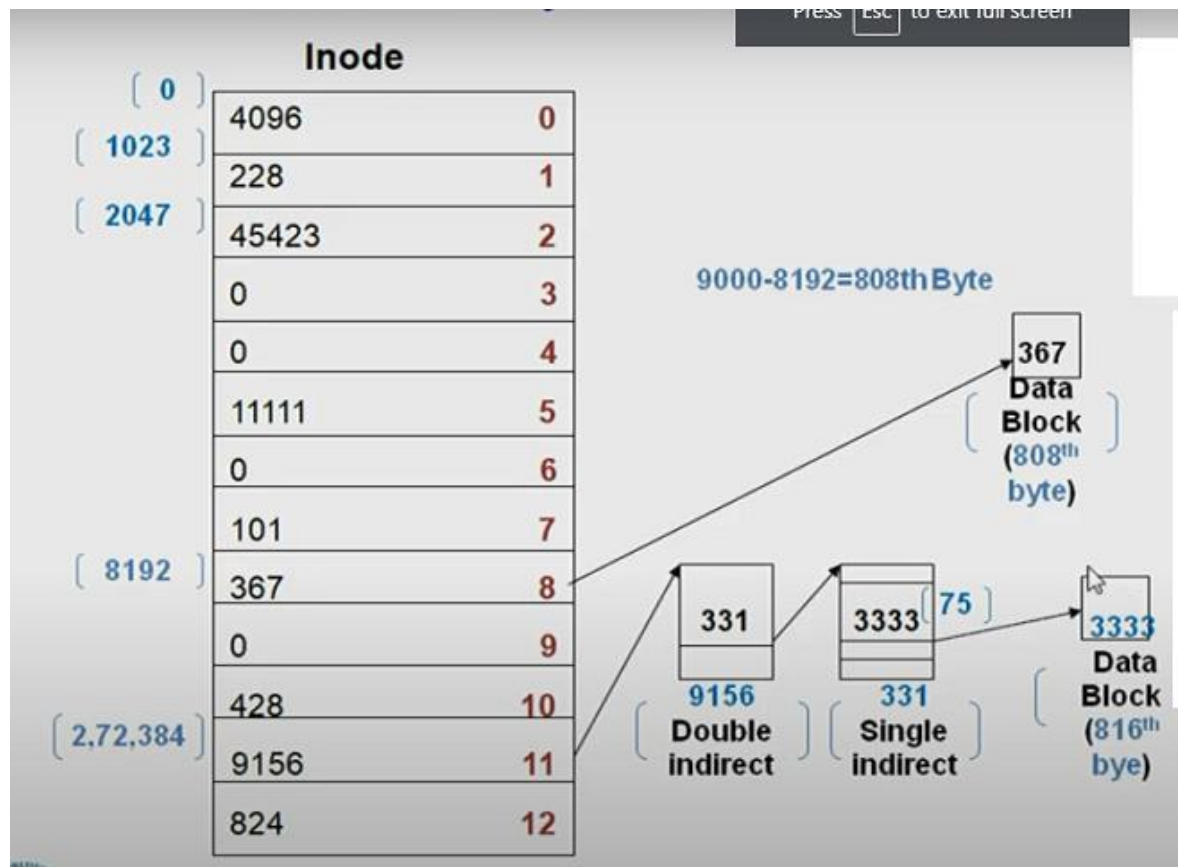 Press Esc to exit full screen
Inode
0
4096 0
1023
228 1
2047
45423 2
0 3
9000-8192=808th Byte
0 4
367
Data
Block
(808th
byte)
11111 5
0 6
101 7
8192
367 8
331
3333
75
3333
0 9
Data
Block
(816th
bye)
9156
Double
indirect
331
Single
indirect
428 10
2,72,384
9156 11
824 12